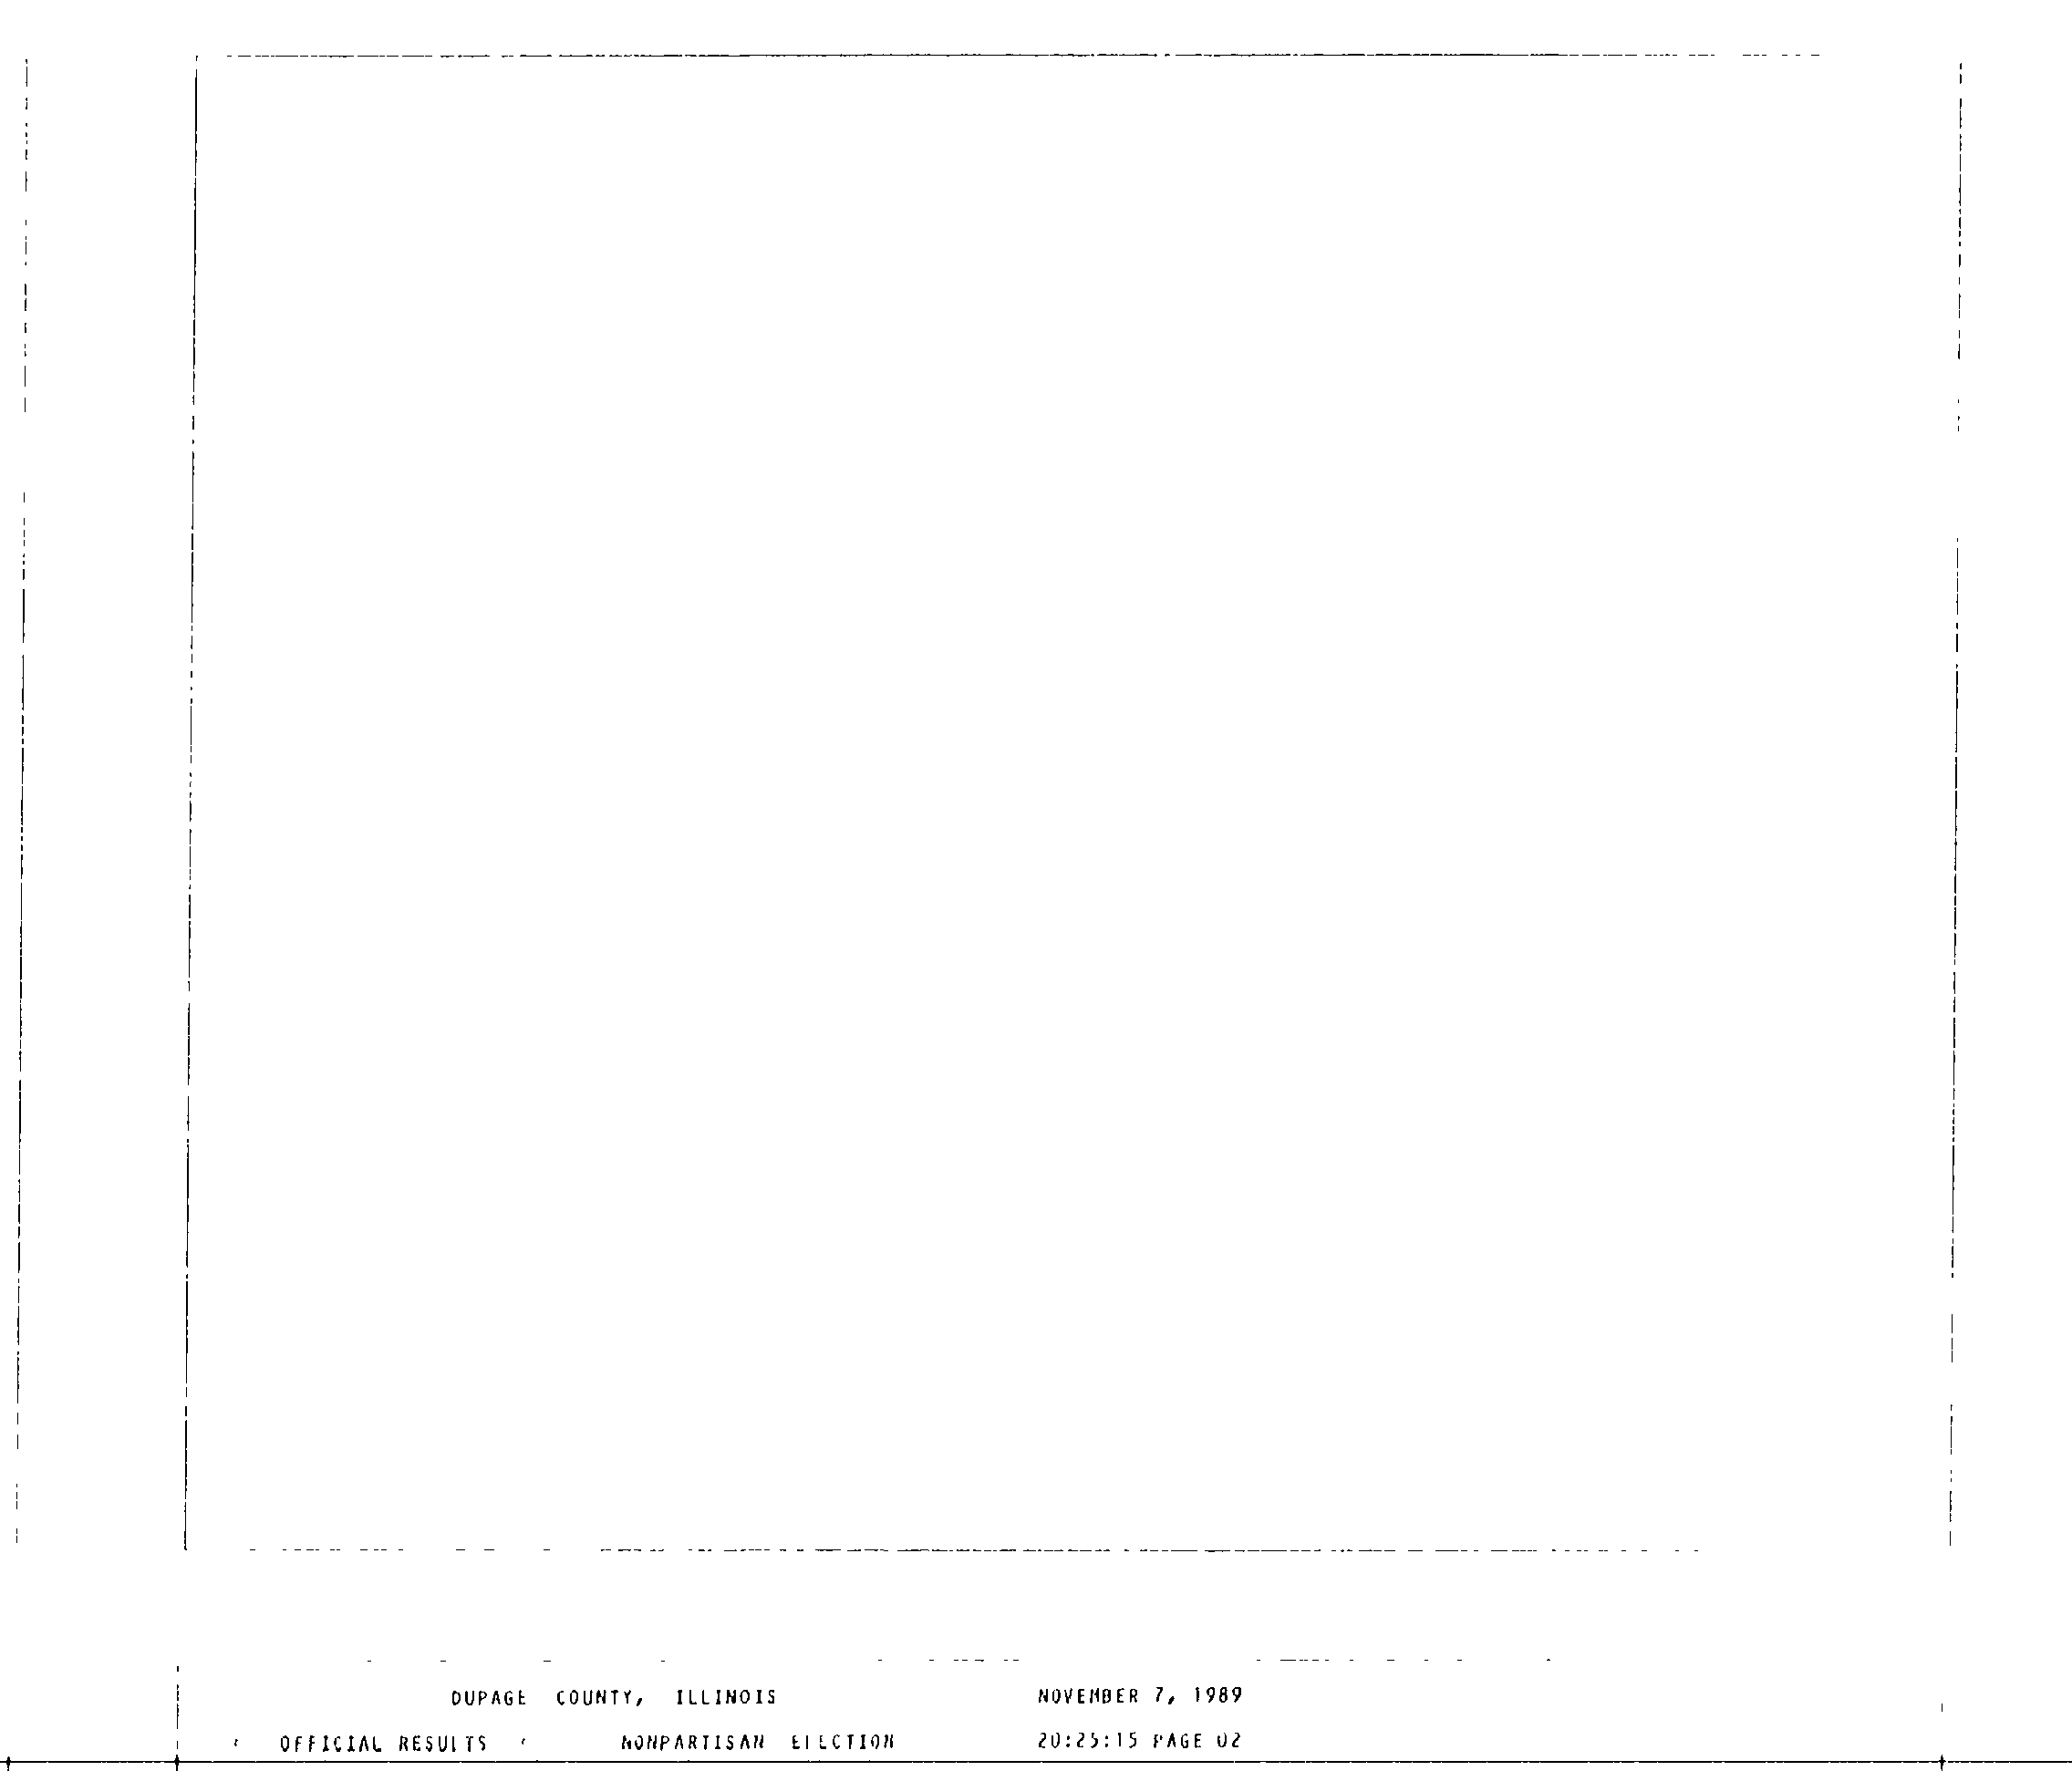 DUPAGE COUNTY, ILLINOIS NOVEMBER 7, 1989
OFFICIAL RESULTS NONPARTISAN ELECTION 20:25:15 PAGE 02